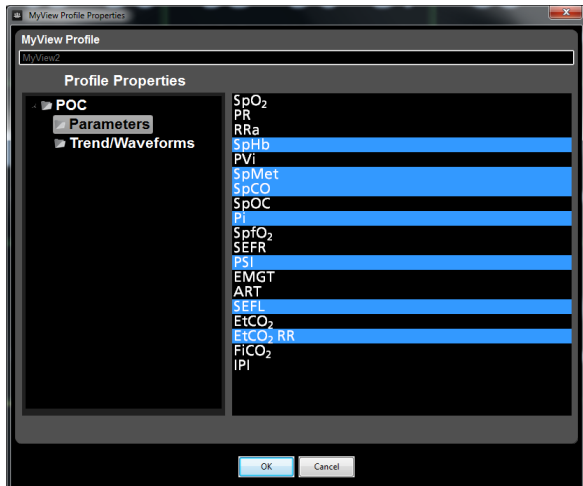 MyView Profile Properties
MyView Profile
MyView2
Profile Properties
POC
Parameters
Trend/Waveforms
SpO₂
PR
RRa
SpHb
PVi
SpMet
SpCO
SpOC
Pi
SpfO₂
SEFR
PSI
EMGT
ART
SEFL
EtCO₂
EtCO₂ RR
FiCO₂
IPI
OK
Cancel